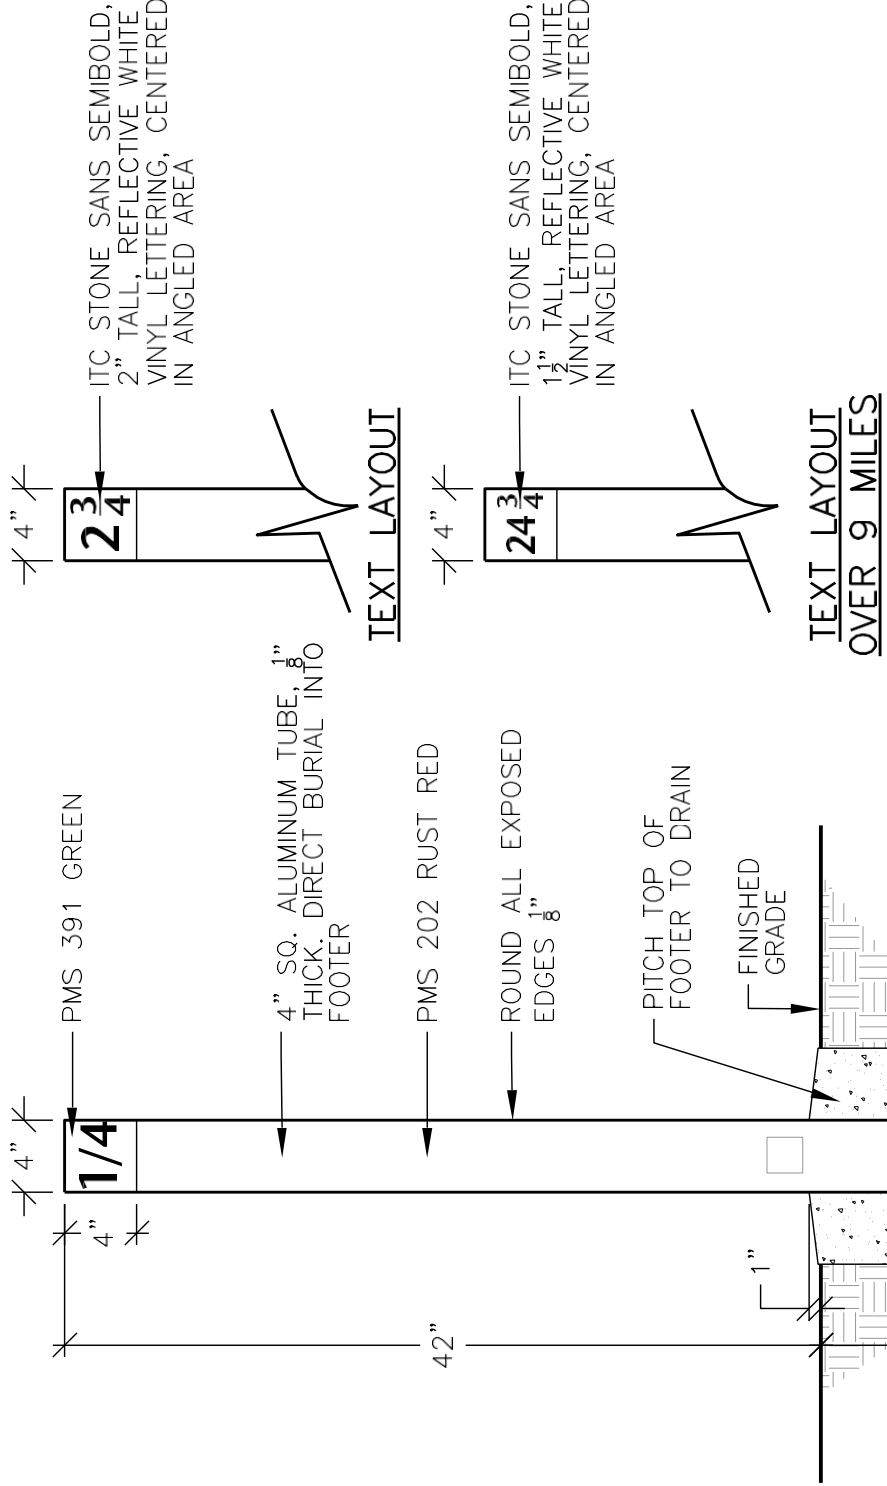 4"
1/4
4"
42"
1"
PMS 391 GREEN
4" SQ. ALUMINUM TUBE, 1/8"
THICK. DIRECT BURIAL INTO
FOOTER
PMS 202 RUST RED
ROUND ALL EXPOSED
EDGES 1/8"
PITCH TOP OF
FOOTER TO DRAIN
FINISHED
GRADE
4"
2 3/4
ITC STONE SANS SEMIBOLD,
2" TALL, REFLECTIVE WHITE
VINYL LETTERING, CENTERED
IN ANGLED AREA
TEXT LAYOUT
4"
24 3/4
ITC STONE SANS SEMIBOLD,
1 1/2" TALL, REFLECTIVE WHITE
VINYL LETTERING, CENTERED
IN ANGLED AREA
TEXT LAYOUT
OVER 9 MILES